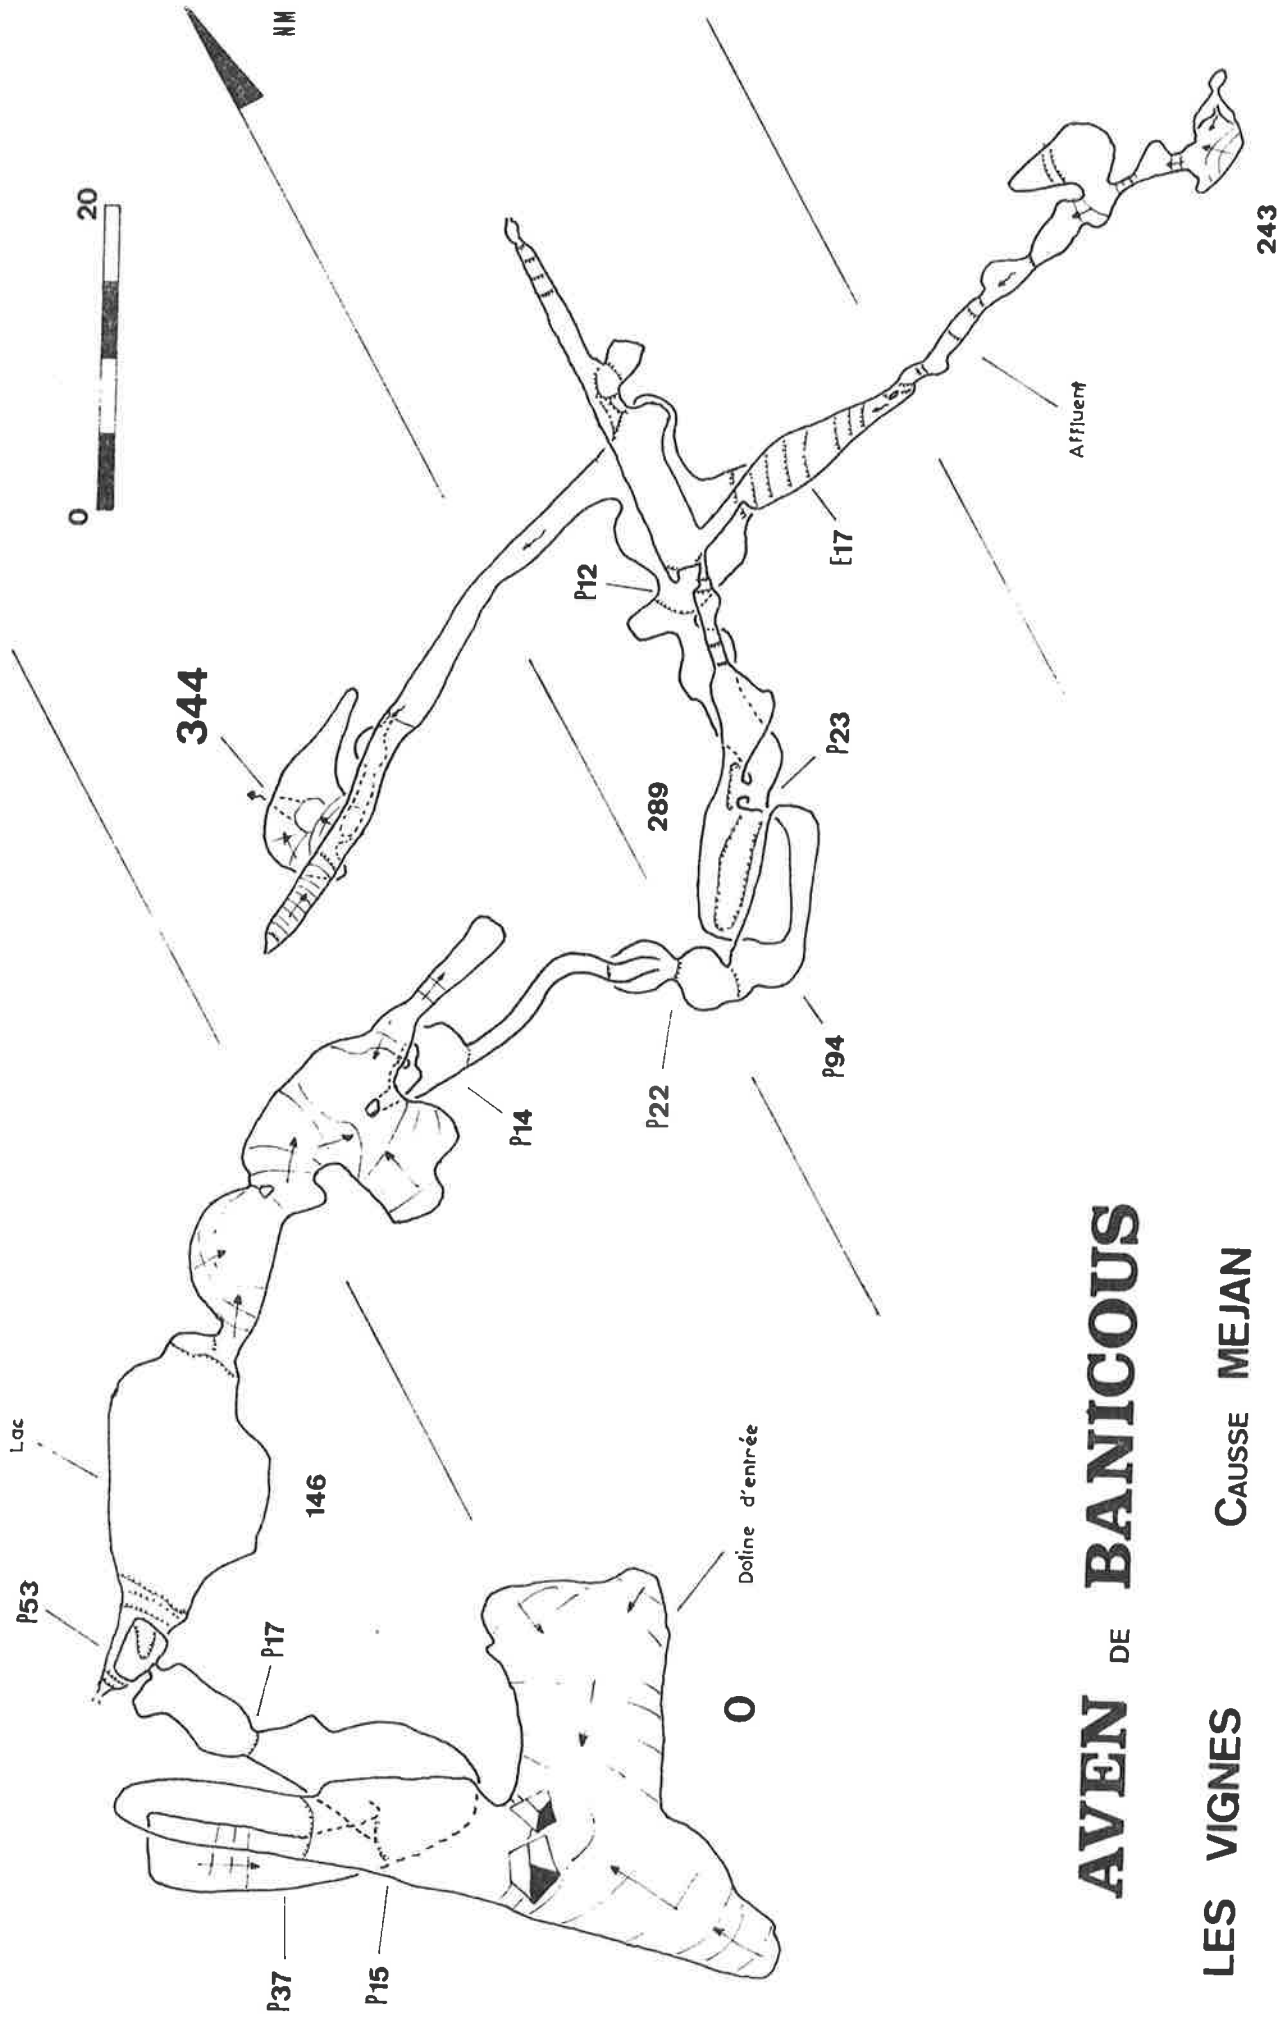 Lac
P53
P17
146
P37
P15
Doline d'entrée
O
P14
P22
P94
344
289
P23
P12
E17
Affluent
243
0 20
NM
AVEN DE BANICOUS
LES VIGNES CAUSSE MEJAN